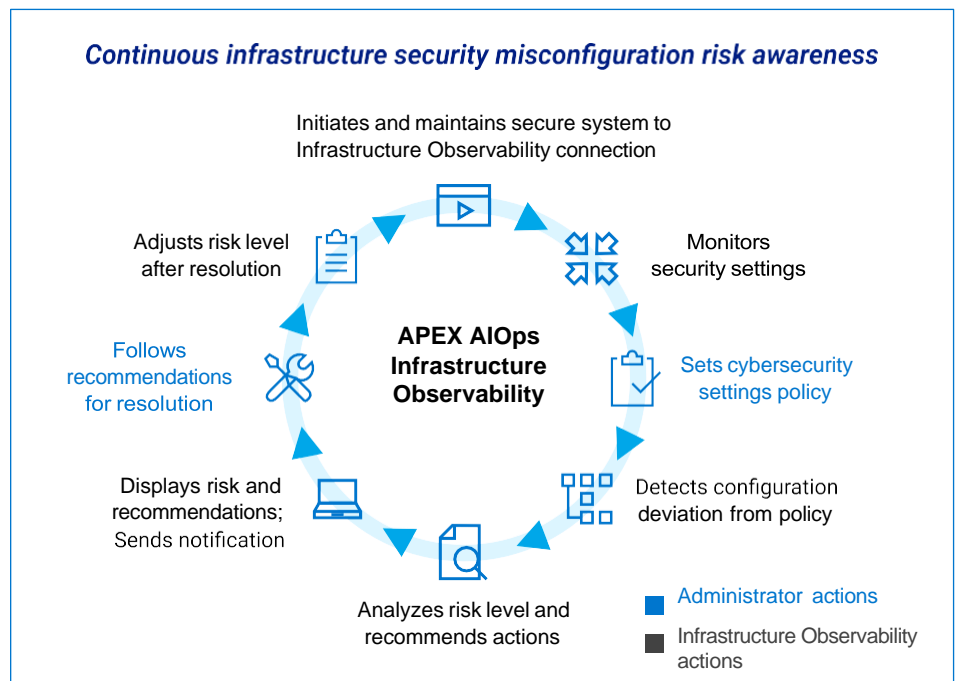 Continuous infrastructure security misconfiguration risk awareness
Initiates and maintains secure system to
Infrastructure Observability connection
Monitors
security settings
Sets cybersecurity
settings policy
Detects configuration
deviation from policy
Analyzes risk level and
recommends actions
Displays risk and
recommendations;
Sends notification
Follows
recommendations
for resolution
Adjusts risk level
after resolution
APEX AIOps
Infrastructure
Observability
Administrator actions
Infrastructure Observability
actions